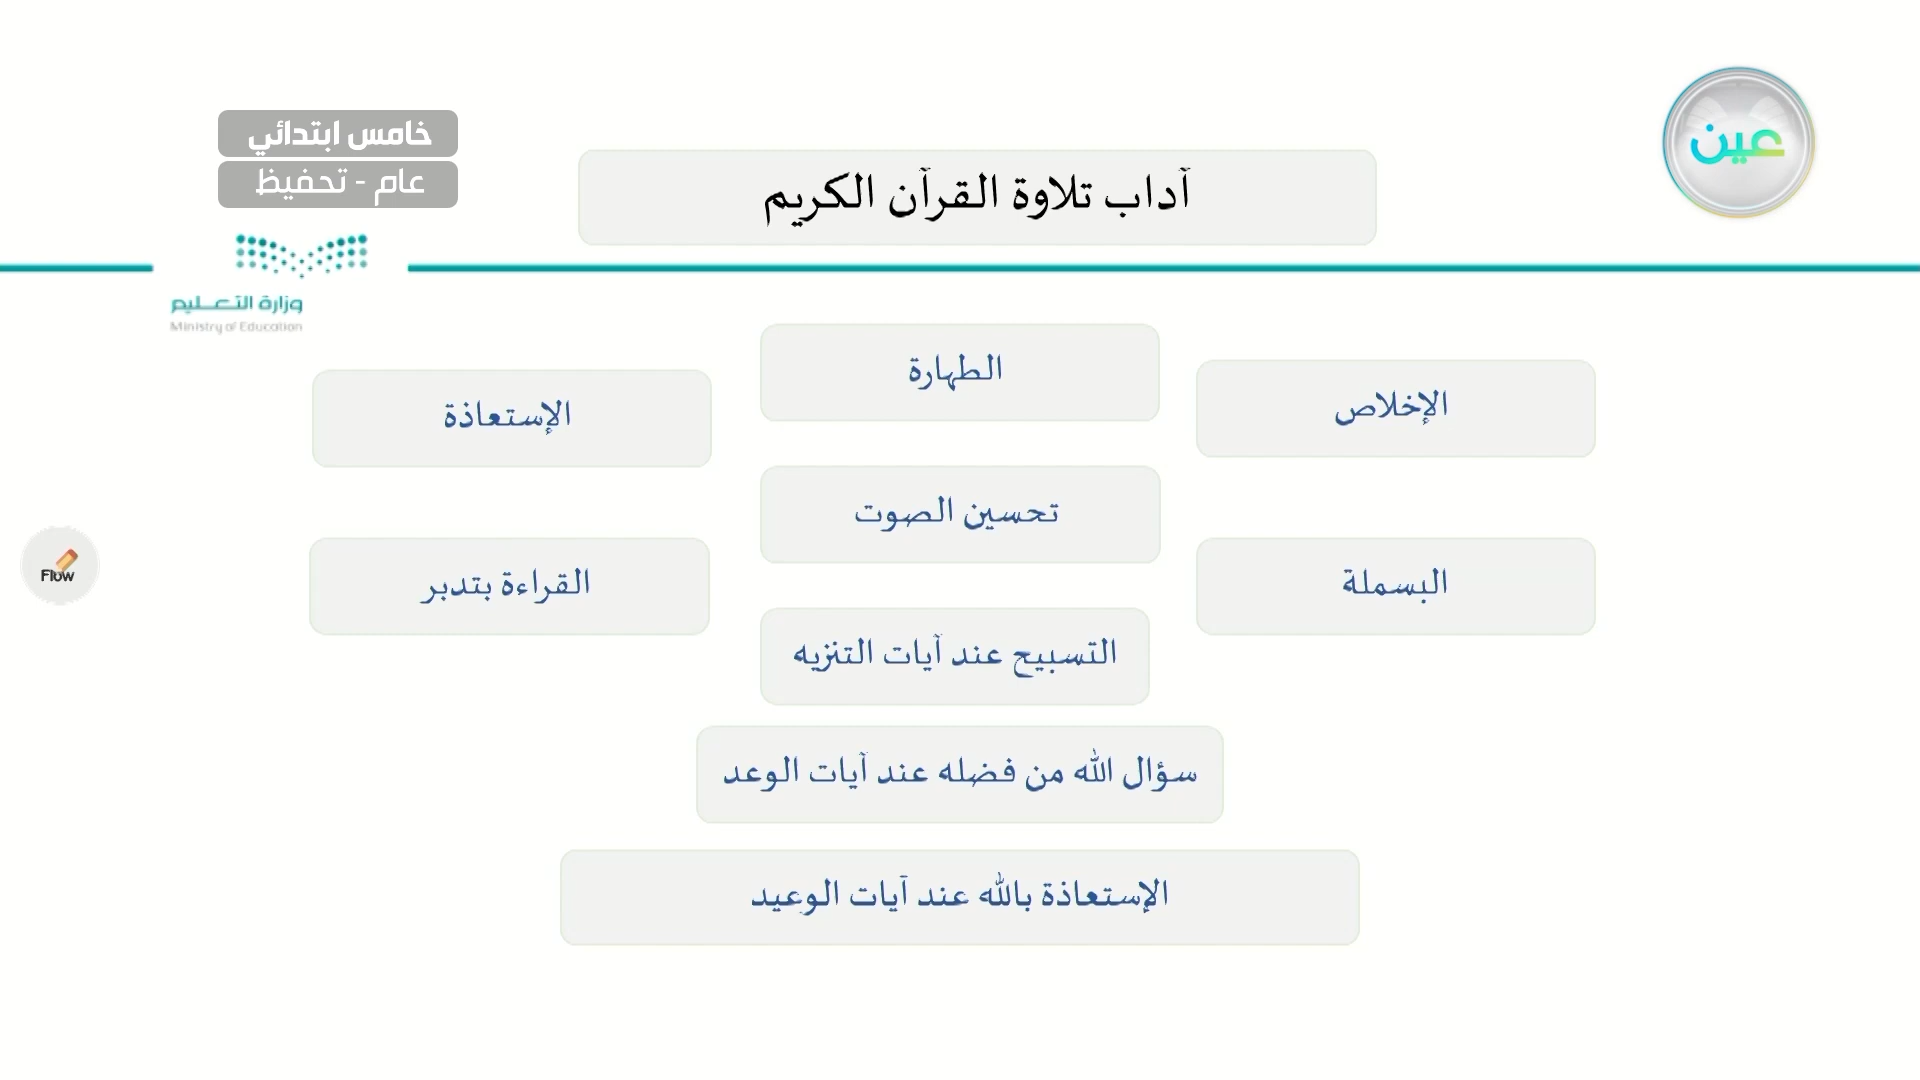 عين
خامس ابتدائي
عام - تحفيظ
آداب تلاوة القرآن الكريم
وزارة التعليم
Ministry of Education
الإخلاص
الطهارة
الإستعاذة
البسملة
تحسين الصوت
القراءة بتدبر
التسبيح عند آيات التنزيه
سؤال الله من فضله عند آيات الوعد
الإستعاذة بالله عند آيات الوعيد
Flow